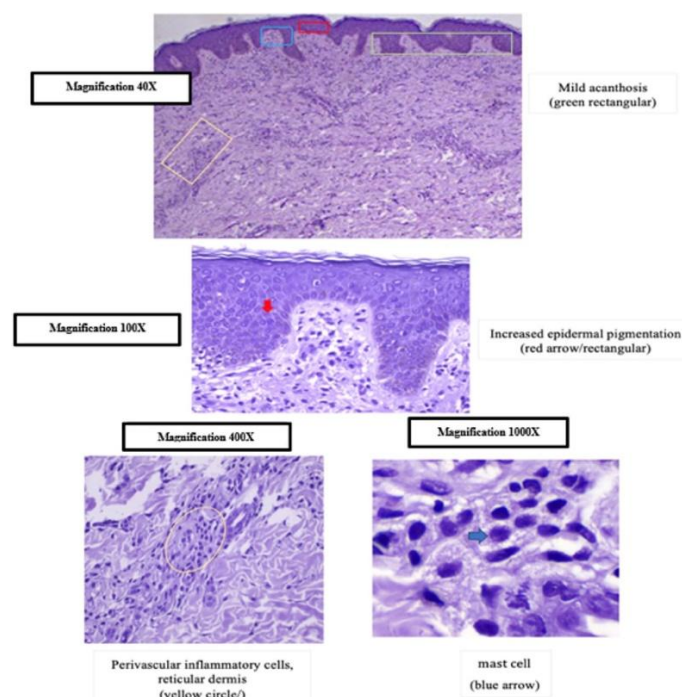 Magnification 40X
Mild acanthosis
(green rectangular)
Magnification 100X
Increased epidermal pigmentation
(red arrow/rectangular)
Magnification 400X
Magnification 1000X
Perivascular inflammatory cells,
reticular dermis
(yellow circle/)
mast cell
(blue arrow)